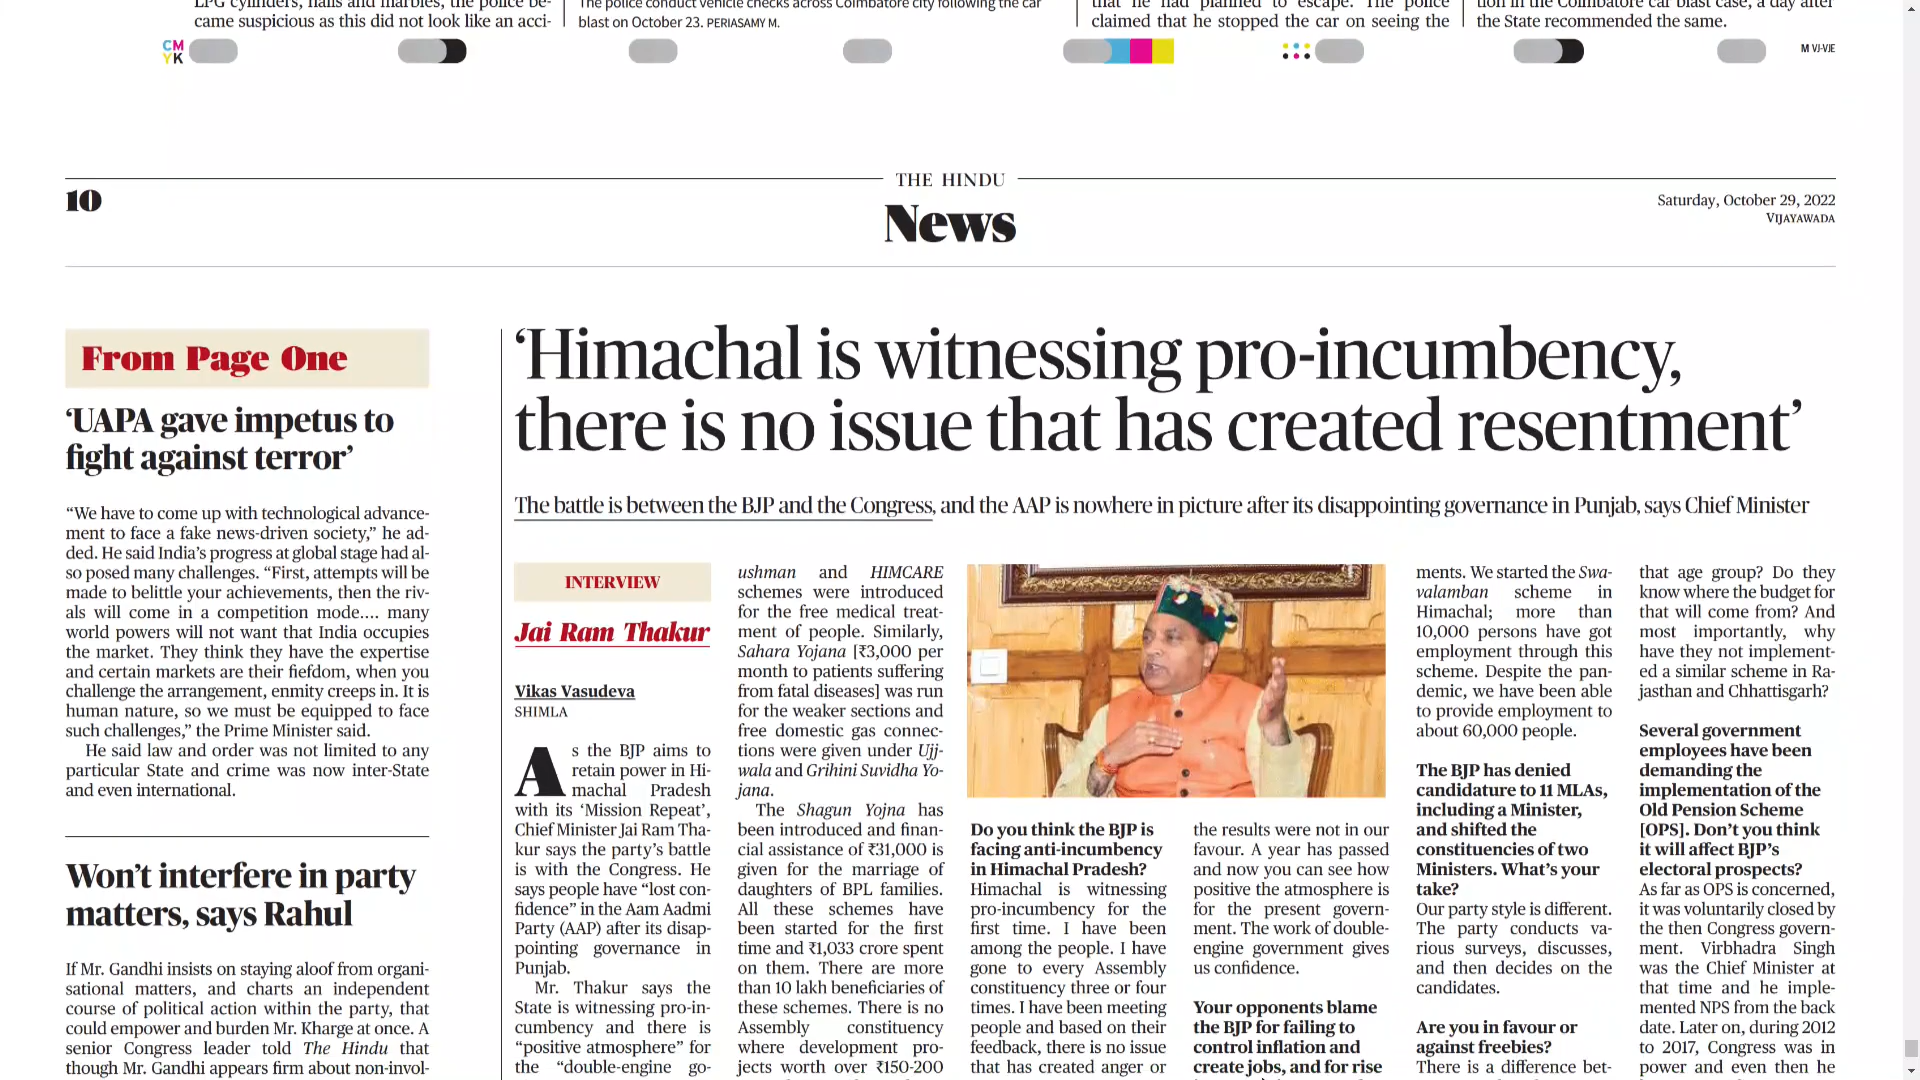 LPG cylinders, nails and marbles, the police be-
came suspicious as this did not look like an acci-
The police conduct vehicle checks across Coimbatore city following the car
blast on October 23. PERIASAMY M.
that he had planned to escape. The police
claimed that he stopped the car on seeing the
tion in the Coimbatore car blast case, a day after
the State recommended the same.
CM
YK
M VJ-VJE
THE HINDU
10
News
Saturday, October 29, 2022
VIJAYAWADA
From Page One
‘UAPA gave impetus to
fight against terror’
“We have to come up with technological advance-
ment to face a fake news-driven society,” he ad-
ded. He said India’s progress at global stage had al-
so posed many challenges. “First, attempts will be
made to belittle your achievements, then the riv-
als will come in a competition mode.... many
world powers will not want that India occupies
the market. They think they have the expertise
and certain markets are their fiefdom, when you
challenge the arrangement, enmity creeps in. It is
human nature, so we must be equipped to face
such challenges,” the Prime Minister said.
He said law and order was not limited to any
particular State and crime was now inter-State
and even international.
Won’t interfere in party
matters, says Rahul
If Mr. Gandhi insists on staying aloof from organi-
sational matters, and charts an independent
course of political action within the party, that
could empower and burden Mr. Kharge at once. A
senior Congress leader told The Hindu that
though Mr. Gandhi appears firm about non-invol-
‘Himachal is witnessing pro-incumbency,
there is no issue that has created resentment’
The battle is between the BJP and the Congress, and the AAP is nowhere in picture after its disappointing governance in Punjab, says Chief Minister
INTERVIEW
Jai Ram Thakur
Vikas Vasudeva
SHIMLA
As the BJP aims to
retain power in Hi-
machal Pradesh
with its ‘Mission Repeat’,
Chief Minister Jai Ram Tha-
kur says the party’s battle
is with the Congress. He
says people have “lost con-
fidence” in the Aam Aadmi
Party (AAP) after its disap-
pointing governance in
Punjab.
Mr. Thakur says the
State is witnessing pro-in-
cumbency and there is
“positive atmosphere” for
the “double-engine go-
ushman and HIMCARE
schemes were introduced
for the free medical treat-
ment of people. Similarly,
Sahara Yojana [₹3,000 per
month to patients suffering
from fatal diseases] was run
for the weaker sections and
free domestic gas connec-
tions were given under Ujj-
wala and Grihini Suvidha Yo-
jana.
The Shagun Yojna has
been introduced and finan-
cial assistance of ₹31,000 is
given for the marriage of
daughters of BPL families.
All these schemes have
been started for the first
time and ₹1,033 crore spent
on them. There are more
than 10 lakh beneficiaries of
these schemes. There is no
Assembly constituency
where development pro-
jects worth over ₹150-200
Do you think the BJP is
facing anti-incumbency
in Himachal Pradesh?
Himachal is witnessing
pro-incumbency for the
first time. I have been
among the people. I have
gone to every Assembly
constituency three or four
times. I have been meeting
people and based on their
feedback, there is no issue
that has created anger or
the results were not in our
favour. A year has passed
and now you can see how
positive the atmosphere is
for the present govern-
ment. The work of double-
engine government gives
us confidence.
Your opponents blame
the BJP for failing to
control inflation and
create jobs, and for rise
ments. We started the Swa-
valamban scheme in
Himachal; more than
10,000 persons have got
employment through this
scheme. Despite the pan-
demic, we have been able
to provide employment to
about 60,000 people.
The BJP has denied
candidature to 11 MLAs,
including a Minister,
and shifted the
constituencies of two
Ministers. What’s your
take?
Our party style is different.
The party conducts va-
rious surveys, discusses,
and then decides on the
candidates.
Are you in favour or
against freebies?
There is a difference bet-
that age group? Do they
know where the budget for
that will come from? And
most importantly, why
have they not implement-
ed a similar scheme in Ra-
jasthan and Chhattisgarh?
Several government
employees have been
demanding the
implementation of the
Old Pension Scheme
[OPS]. Don’t you think
it will affect BJP’s
electoral prospects?
As far as OPS is concerned,
it was voluntarily closed by
the then Congress govern-
ment. Virbhadra Singh
was the Chief Minister at
that time and he imple-
mented NPS from the back
date. Later on, during 2012
to 2017, Congress was in
power and even then he